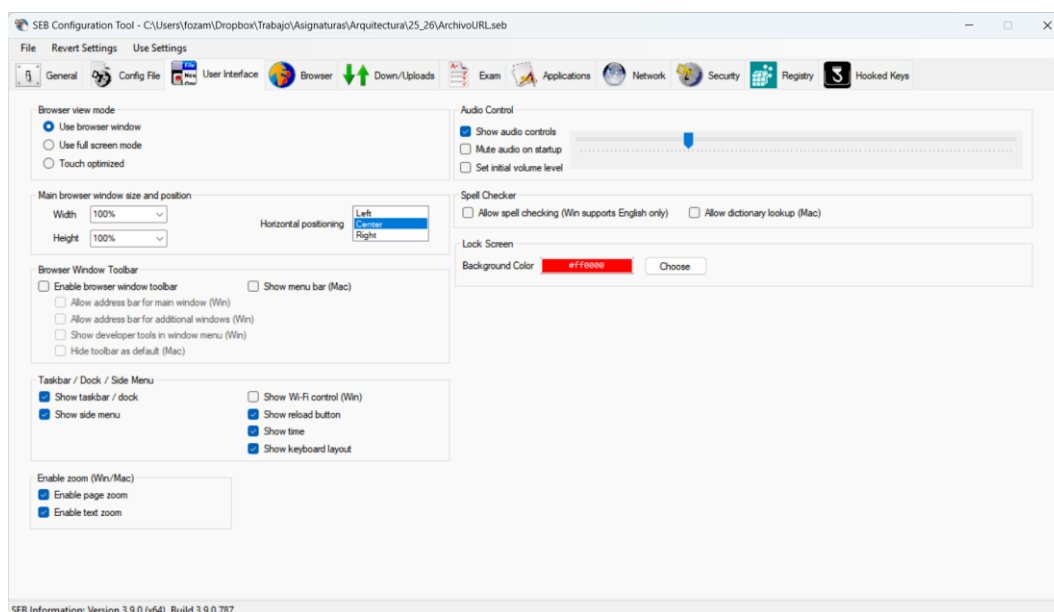 SEB Configuration Tool - C:\Users\fozam\Dropbox\Trabajo\Asignaturas\Arquitectura\25_26\ArchivoURL.seb
File Revert Settings Use Settings
General Config File User Interface Browser Down/Uploads Exam Applications Network Security Registry Hooked Keys
Browser view mode
Use browser window
Use full screen mode
Touch optimized
Main browser window size and position
Width 100%
Height 100%
Horizontal positioning
Left
Center
Right
Browser Window Toolbar
Enable browser window toolbar Show menu bar (Mac)
Allow address bar for main window (Win)
Allow address bar for additional windows (Win)
Show developer tools in window menu (Win)
Hide toolbar as default (Mac)
Taskbar / Dock / Side Menu
Show taskbar / dock Show Wi-Fi control (Win)
Show side menu Show reload button
Show time
Show keyboard layout
Enable zoom (Win/Mac)
Enable page zoom
Enable text zoom
Audio Control
Show audio controls
Mute audio on startup
Set initial volume level
Spell Checker
Allow spell checking (Win supports English only) Allow dictionary lookup (Mac)
Lock Screen
Background Color #ff0000 Choose
SEB Information: Version 3.9.0 (x64), Build 3.9.0.787